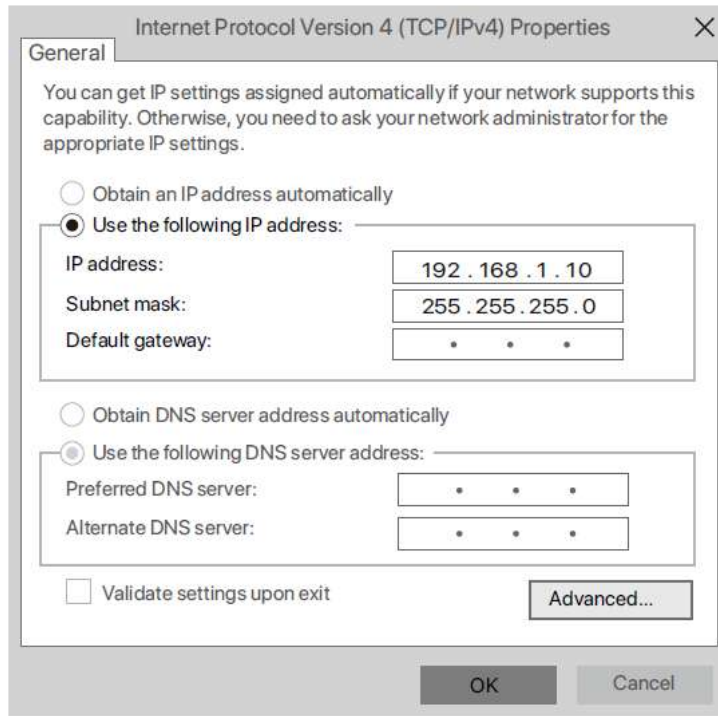 Internet Protocol Version 4 (TCP/IPv4) Properties
General
You can get IP settings assigned automatically if your network supports this
capability. Otherwise, you need to ask your network administrator for the
appropriate IP settings.
Obtain an IP address automatically
Use the following IP address:
IP address: 192 . 168 . 1 . 10
Subnet mask: 255 . 255 . 255 . 0
Default gateway: . . .
Obtain DNS server address automatically
Use the following DNS server address:
Preferred DNS server: . . .
Alternate DNS server: . . .
Validate settings upon exit
Advanced...
OK Cancel